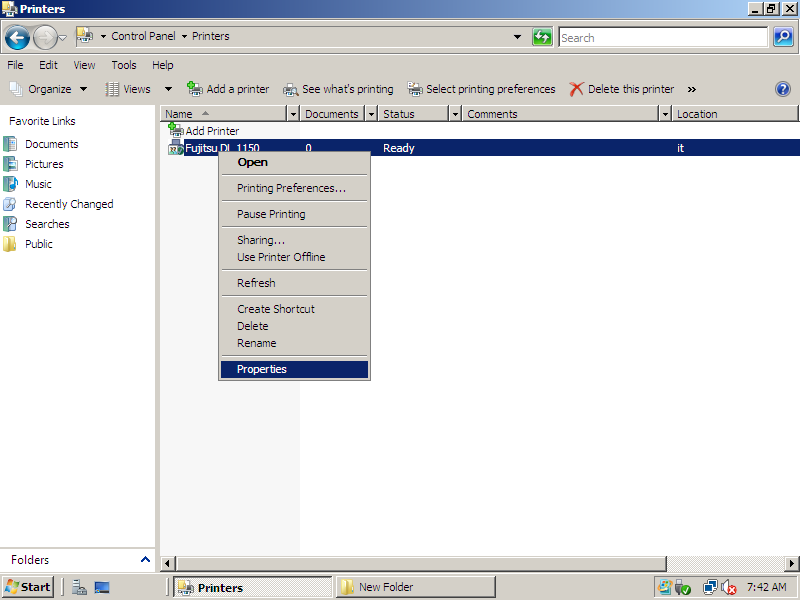 Printers
Control Panel
Printers
Search
File Edit View Tools Help
Organize Views Add a printer See what's printing Select printing preferences Delete this printer »
Favorite Links
Documents
Pictures
Music
Recently Changed
Searches
Public
Folders
Name Documents Status Comments Location
Add Printer
Fujitsu DL 1150 0 Ready it
Open
Printing Preferences...
Pause Printing
Sharing...
Use Printer Offline
Refresh
Create Shortcut
Delete
Rename
Properties
Start Printers New Folder 7:42 AM